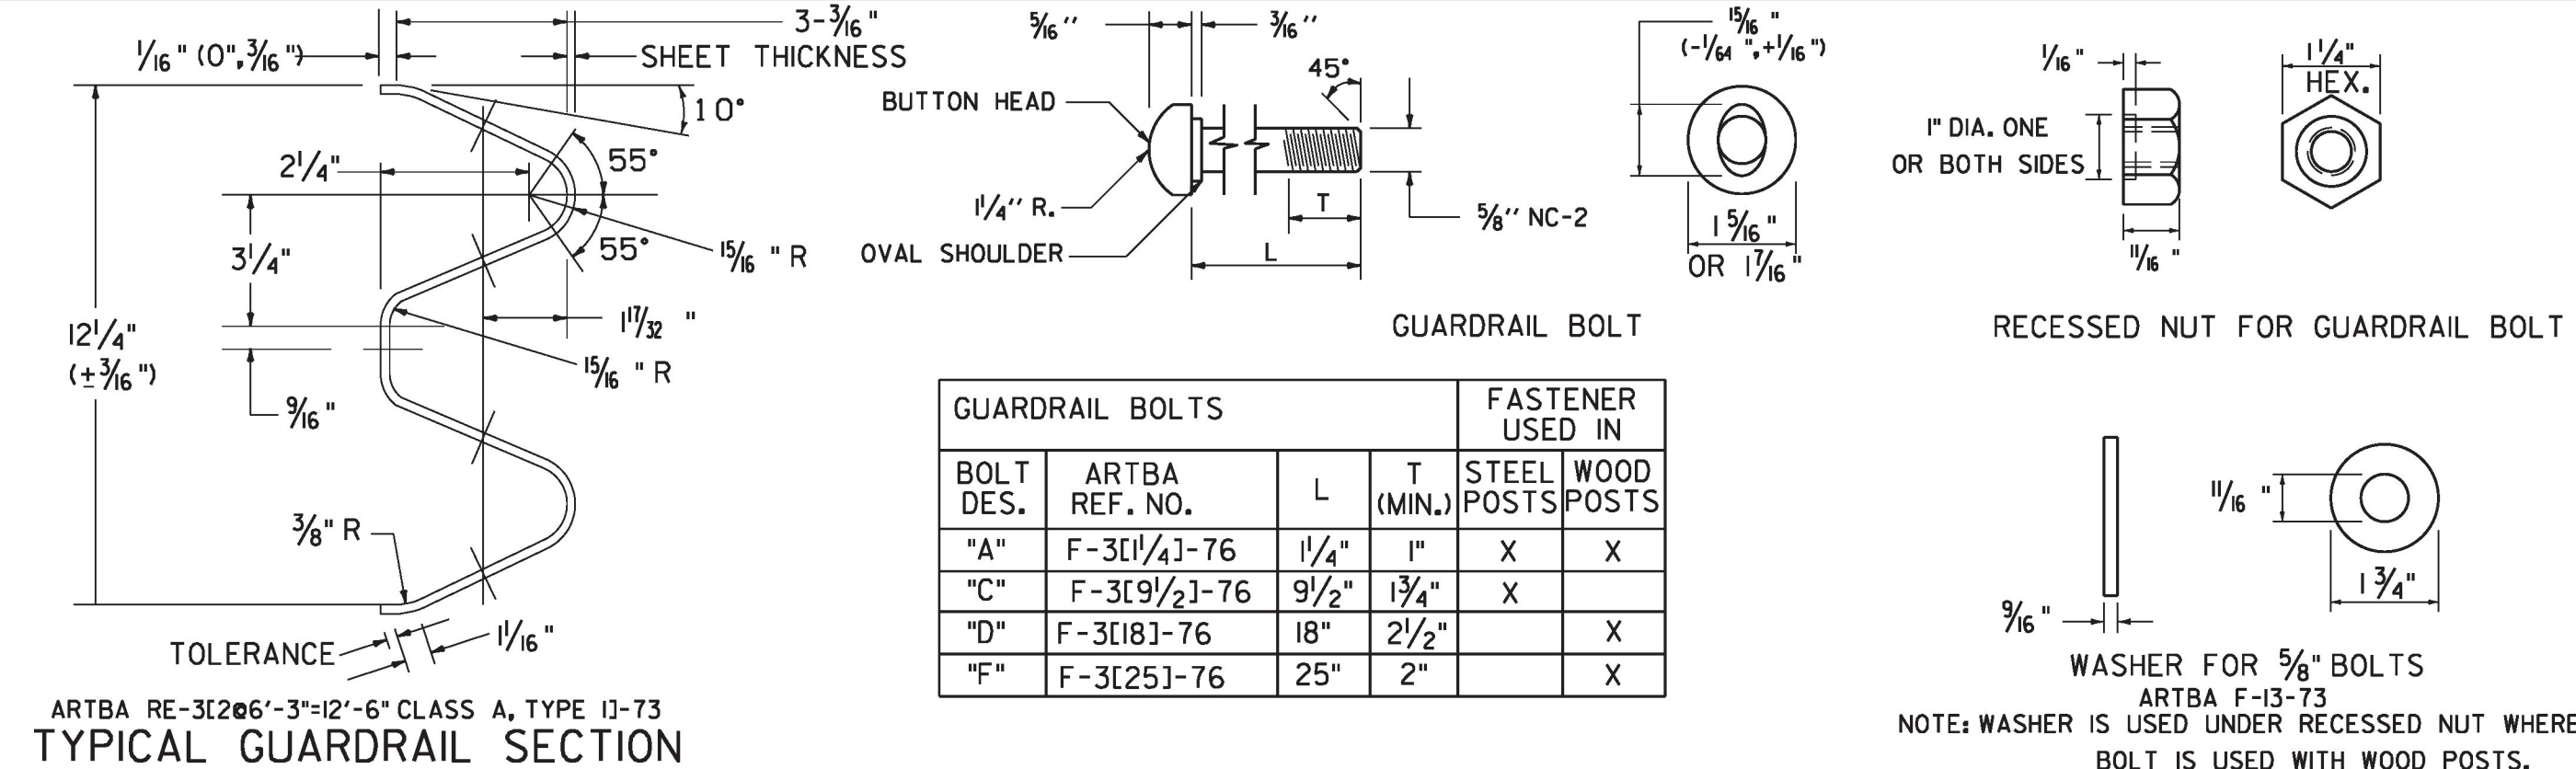 3-3/16"
1/16" (0",3/16")
SHEET THICKNESS
10°
2 1/4"
55°
55°
3 1/4"
15/16 " R
12 1/4"
(±3/16")
1 17/32 "
15/16 " R
9/16"
3/8" R
TOLERANCE
1 1/16"
ARTBA RE-3[2@6'-3"=12'-6" CLASS A, TYPE 1]-73
TYPICAL GUARDRAIL SECTION
5/16''
3/16''
45°
BUTTON HEAD
1 1/4'' R.
OVAL SHOULDER
T
L
5/8'' NC-2
15/16 "
(-1/64 ",+1/16")
1 5/16"
OR 1 7/16"
GUARDRAIL BOLT
1/16"
1 1/4"
HEX.
1" DIA. ONE
OR BOTH SIDES
11/16 "
RECESSED NUT FOR GUARDRAIL BOLT
GUARDRAIL BOLTS
FASTENER
USED IN
BOLT
DES.
ARTBA
REF. NO.
L
T
(MIN.)
STEEL
POSTS
WOOD
POSTS
"A" F-3[1 1/4]-76 1 1/4" 1" X X
"C" F-3[9 1/2]-76 9 1/2" 1 3/4" X
"D" F-3[18]-76 18" 2 1/2" X
"F" F-3[25]-76 25" 2" X
11/16 "
1 3/4"
9/16"
WASHER FOR 5/8" BOLTS
ARTBA F-13-73
NOTE: WASHER IS USED UNDER RECESSED NUT WHERE
BOLT IS USED WITH WOOD POSTS.